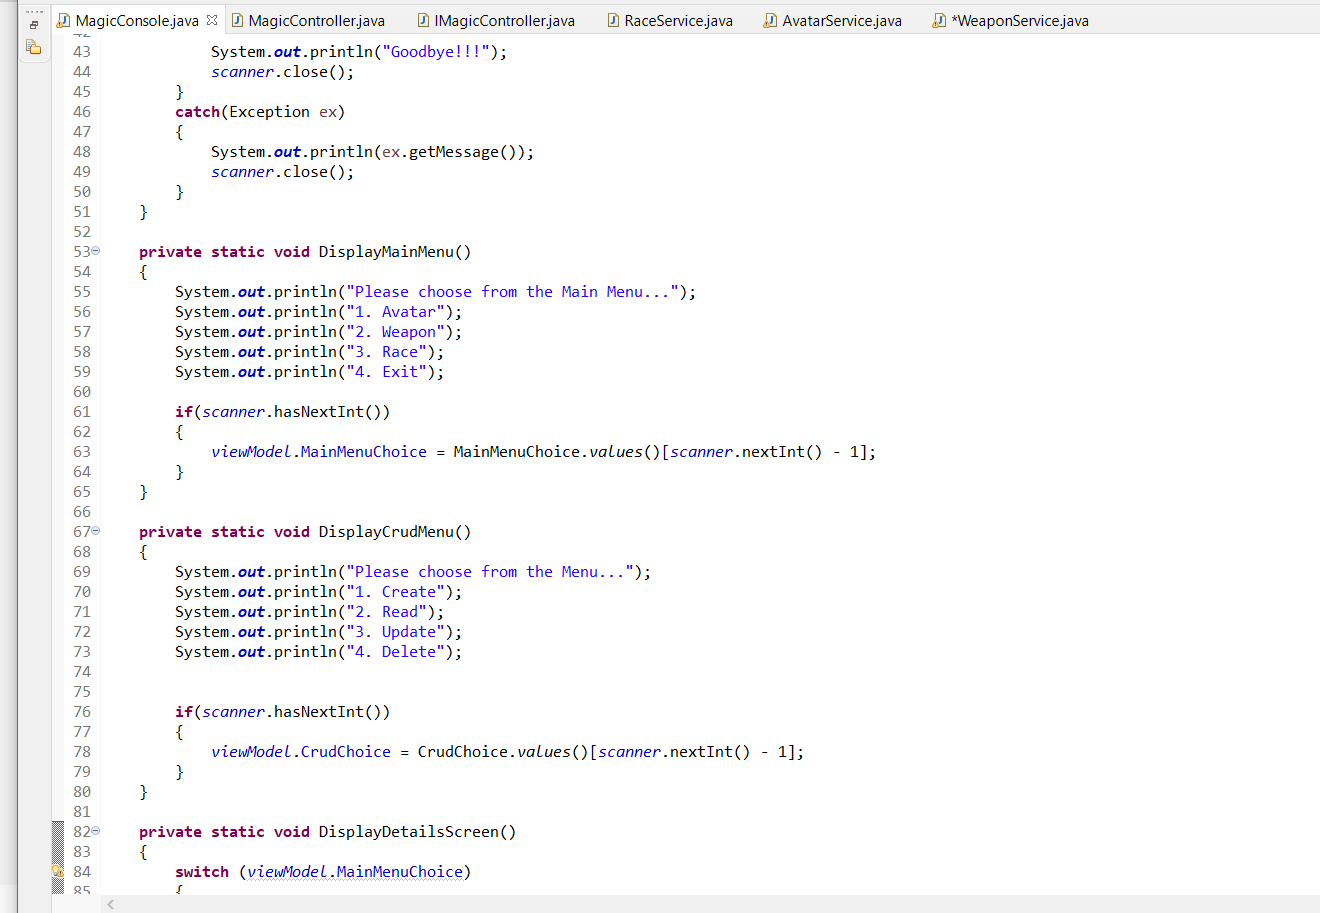 MagicConsole.java MagicController.java IMagicController.java RaceService.java AvatarService.java *WeaponService.java
42
43 System.out.println("Goodbye!!!");
44 scanner.close();
45 }
46 catch(Exception ex)
47 {
48 System.out.println(ex.getMessage());
49 scanner.close();
50 }
51 }
52
53 private static void DisplayMainMenu()
54 {
55 System.out.println("Please choose from the Main Menu...");
56 System.out.println("1. Avatar");
57 System.out.println("2. Weapon");
58 System.out.println("3. Race");
59 System.out.println("4. Exit");
60
61 if(scanner.hasNextInt())
62 {
63 viewModel.MainMenuChoice = MainMenuChoice.values()[scanner.nextInt() - 1];
64 }
65 }
66
67 private static void DisplayCrudMenu()
68 {
69 System.out.println("Please choose from the Menu...");
70 System.out.println("1. Create");
71 System.out.println("2. Read");
72 System.out.println("3. Update");
73 System.out.println("4. Delete");
74
75
76 if(scanner.hasNextInt())
77 {
78 viewModel.CrudChoice = CrudChoice.values()[scanner.nextInt() - 1];
79 }
80 }
81
82 private static void DisplayDetailsScreen()
83 {
84 switch (viewModel.MainMenuChoice)
85 {